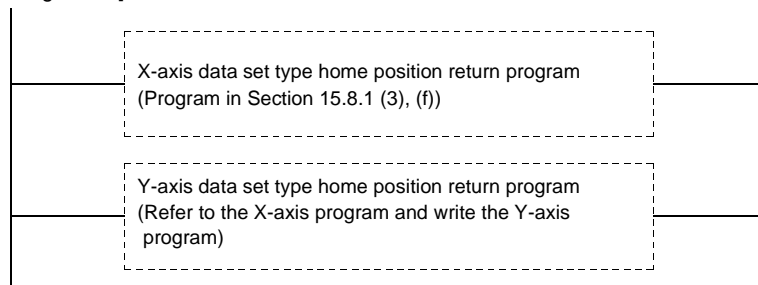 X-axis data set type home position return program
(Program in Section 15.8.1 (3), (f))
Y-axis data set type home position return program
(Refer to the X-axis program and write the Y-axis
program)